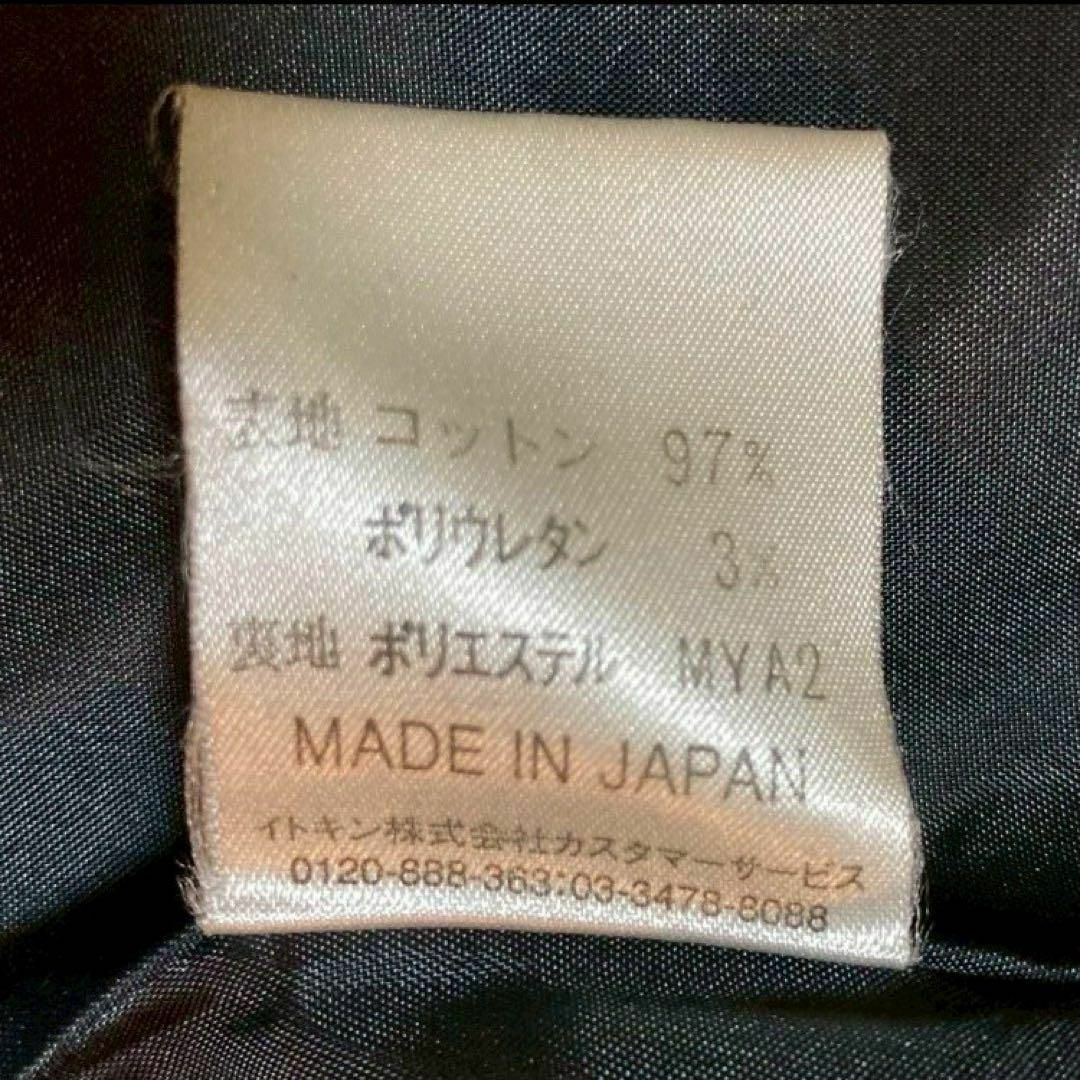 表地 コットン 97%
ポリウレタン 3%
裏地 ポリエステル MYA2
MADE IN JAPAN
イトキン株式会社カスタマーサービス
0120-888-363:03-3478-8088